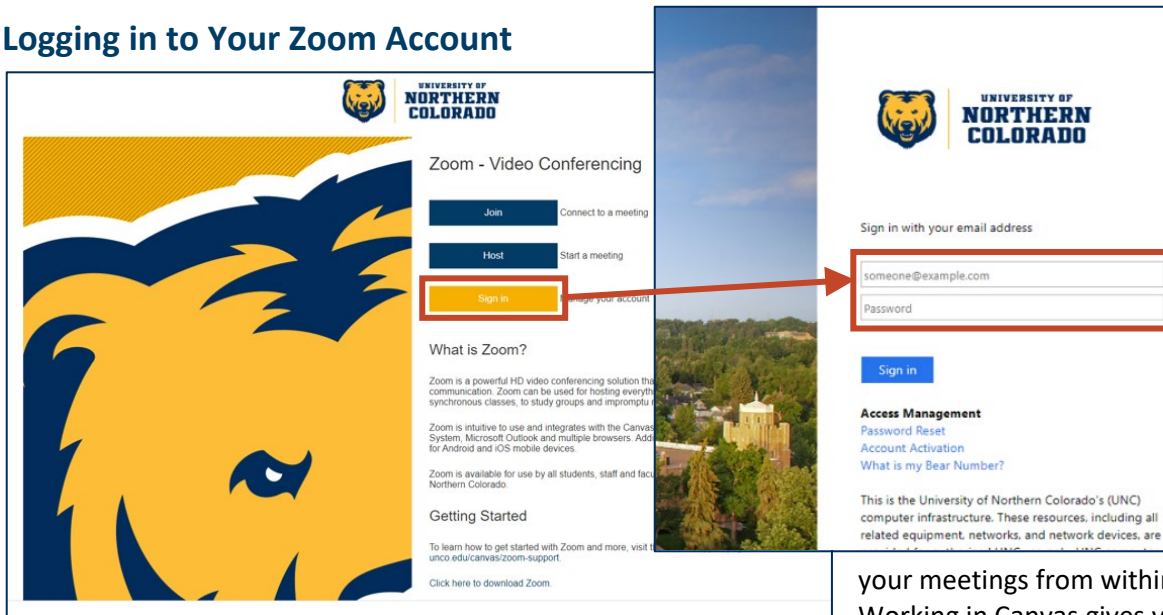 Logging in to Your Zoom Account
UNIVERSITY OF
NORTHERN
COLORADO
Zoom - Video Conferencing
Join Connect to a meeting
Host Start a meeting
Sign in Manage your account
What is Zoom?
Zoom is a powerful HD video conferencing solution
communication. Zoom can be used for hosting
synchronous classes, to study groups and impromptu
Zoom is intuitive to use and integrates with the Canvas
System, Microsoft Outlook and multiple browsers.
for Android and iOS mobile devices.
Zoom is available for use by all students, staff and
Northern Colorado.
Getting Started
To learn how to get started with Zoom and more, visit
unco.edu/canvas/zoom-support.
Click here to download Zoom.
UNIVERSITY OF
NORTHERN
COLORADO
Sign in with your email address
someone@example.com
Password
Sign in
Access Management
Password Reset
Account Activation
What is my Bear Number?
This is the University of Northern Colorado's (UNC)
computer infrastructure. These resources, including all
related equipment, networks, and network devices, are
your meetings from within
Working in Canvas gives